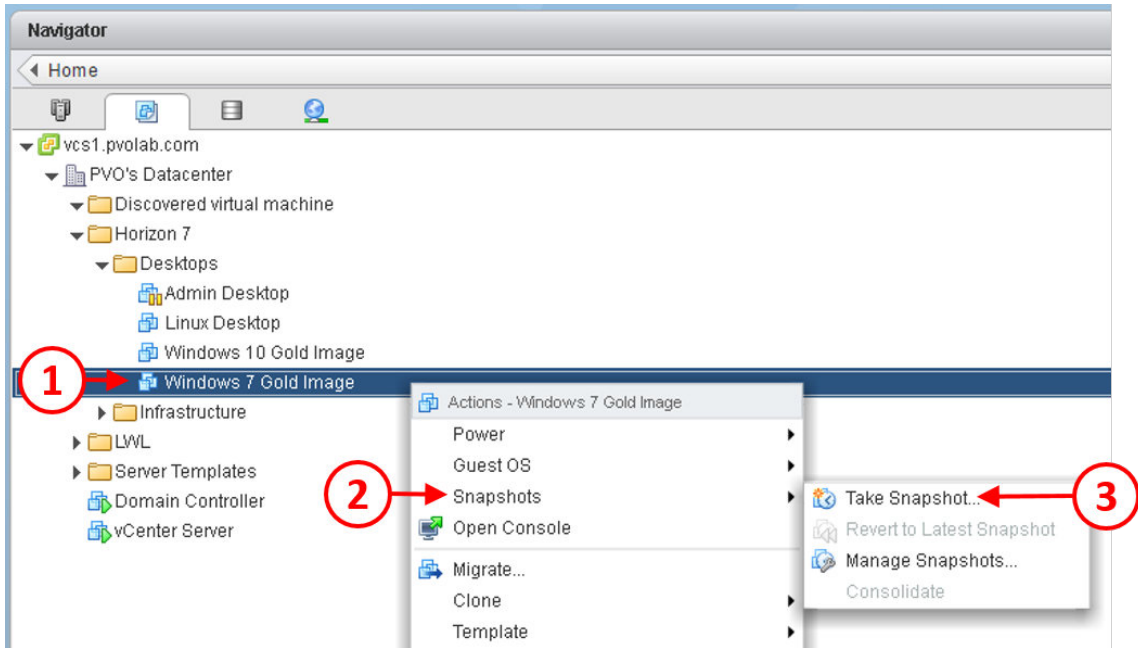 Navigator
Home
vcs1.pvolab.com
PVO's Datacenter
Discovered virtual machine
Horizon 7
Desktops
Admin Desktop
Linux Desktop
Windows 10 Gold Image
1
Windows 7 Gold Image
Infrastructure
LWL
Server Templates
Domain Controller
vCenter Server
Actions - Windows 7 Gold Image
Power
Guest OS
2
Snapshots
Open Console
Migrate...
Clone
Template
Take Snapshot...
3
Revert to Latest Snapshot
Manage Snapshots...
Consolidate